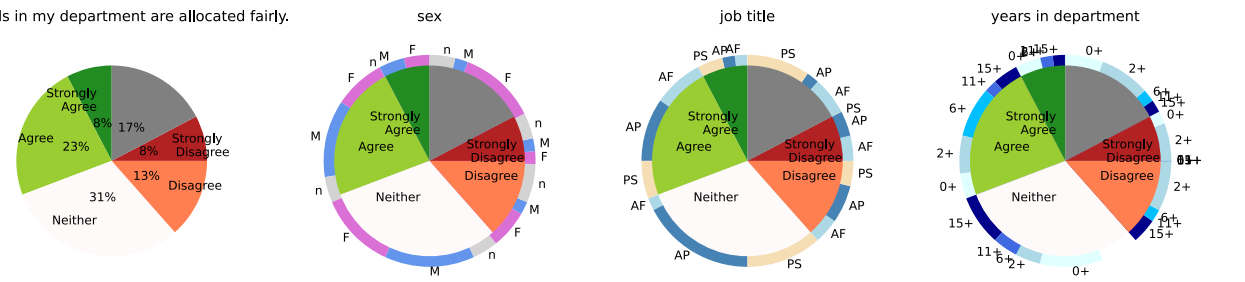 ds in my department are allocated fairly.
sex
job title
years in department
Strongly
Agree
8%
17%
Agree
23%
8%
Strongly
Disagree
13%
Disagree
31%
Neither
n
M
F
n
M
F
F
M
n
n
M
F
n
M
F
F
M
n
Strongly
Agree
Agree
Strongly
Disagree
Disagree
Neither
PS
AP
AF
PS
AP
AF
PS
AP
AF
AF
AP
PS
PS
AP
AF
AF
AP
PS
Strongly
Agree
Agree
Strongly
Disagree
Disagree
Neither
15+
0+
2+
6+
15+
0+
2+
2+
6+
11+
15+
0+
15+
11+
6+
2+
0+
15+
11+
6+
2+
0+
Strongly
Agree
Agree
Strongly
Disagree
Disagree
Neither